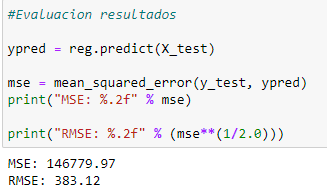 #Evaluacion resultados
ypred = reg.predict(X_test)
mse = mean_squared_error(y_test, ypred)
print("MSE: %.2f" % mse)
print("RMSE: %.2f" % (mse**(1/2.0)))
MSE: 146779.97
RMSE: 383.12